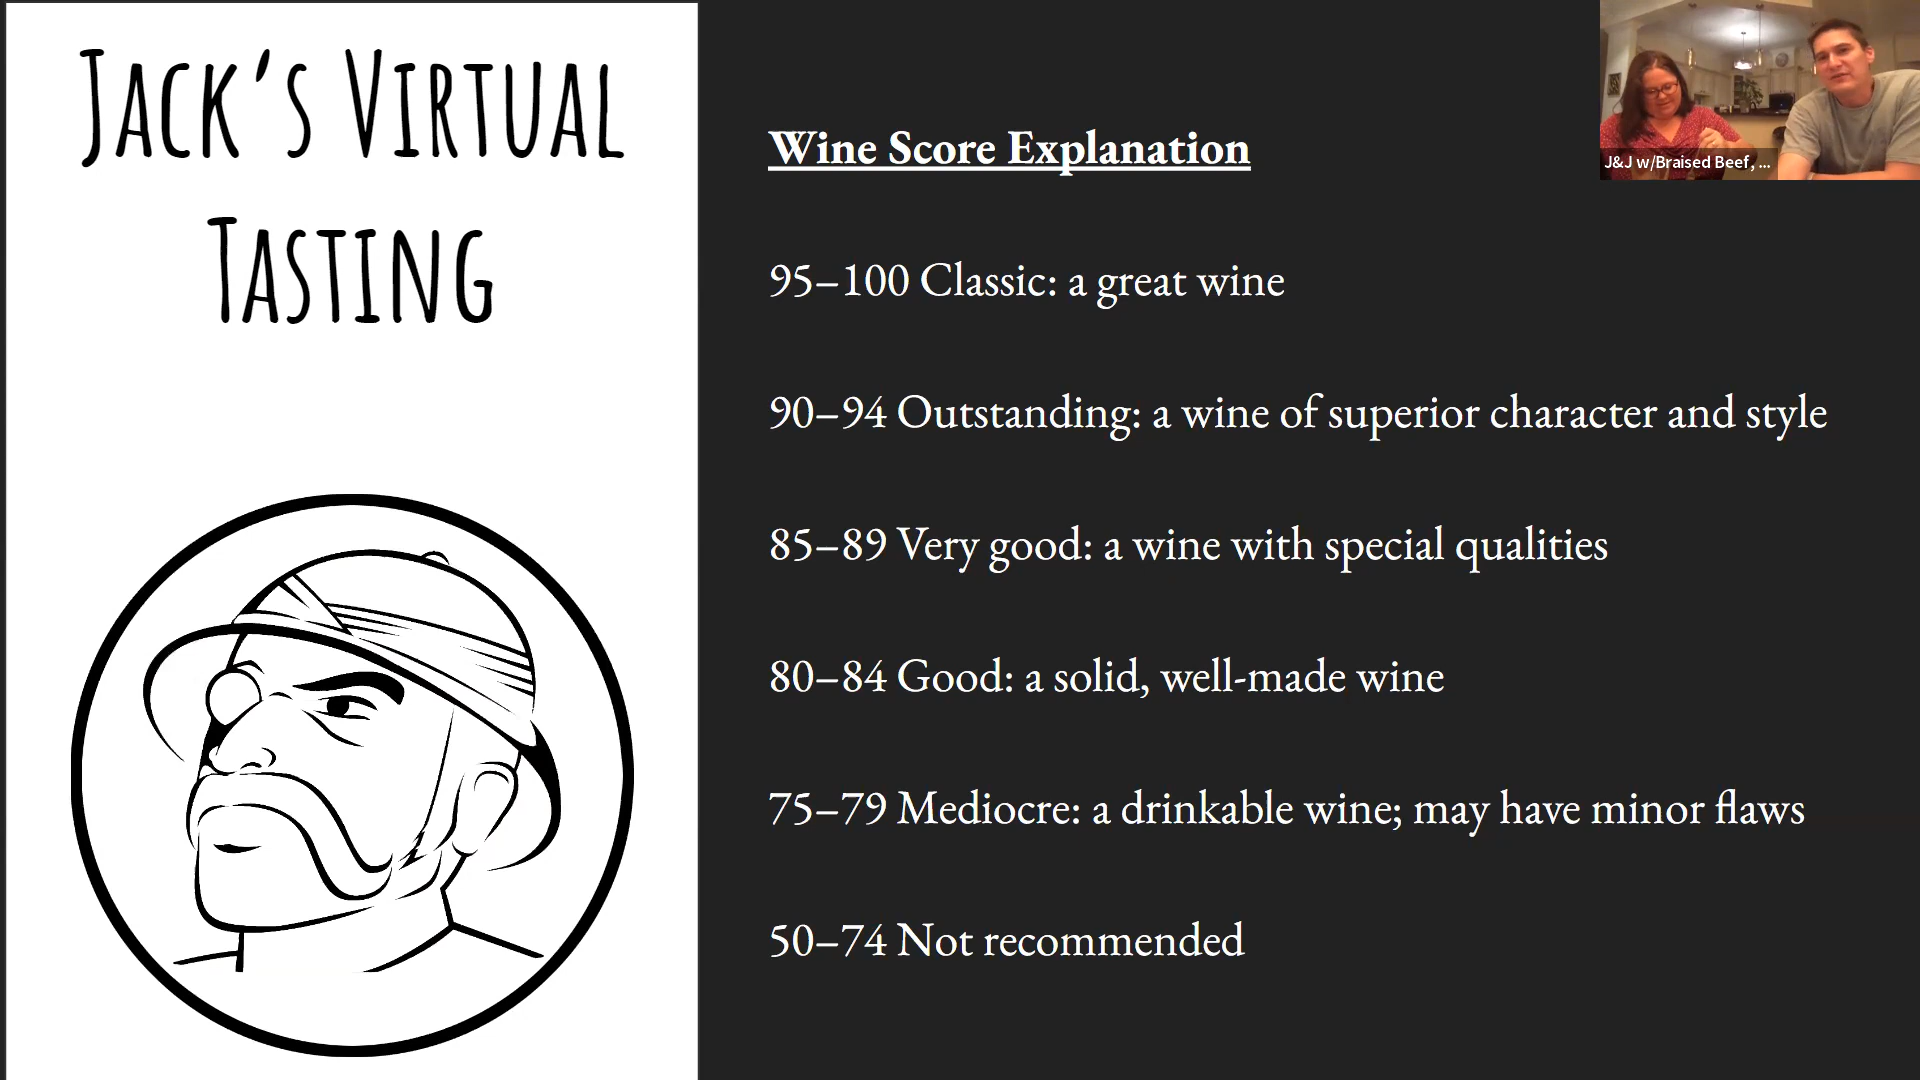 Jack's Virtual
Tasting
Wine Score Explanation
95–100 Classic: a great wine
90–94 Outstanding: a wine of superior character and style
85–89 Very good: a wine with special qualities
80–84 Good: a solid, well-made wine
75–79 Mediocre: a drinkable wine; may have minor flaws
50–74 Not recommended
J&J w/Braised Beef, ...